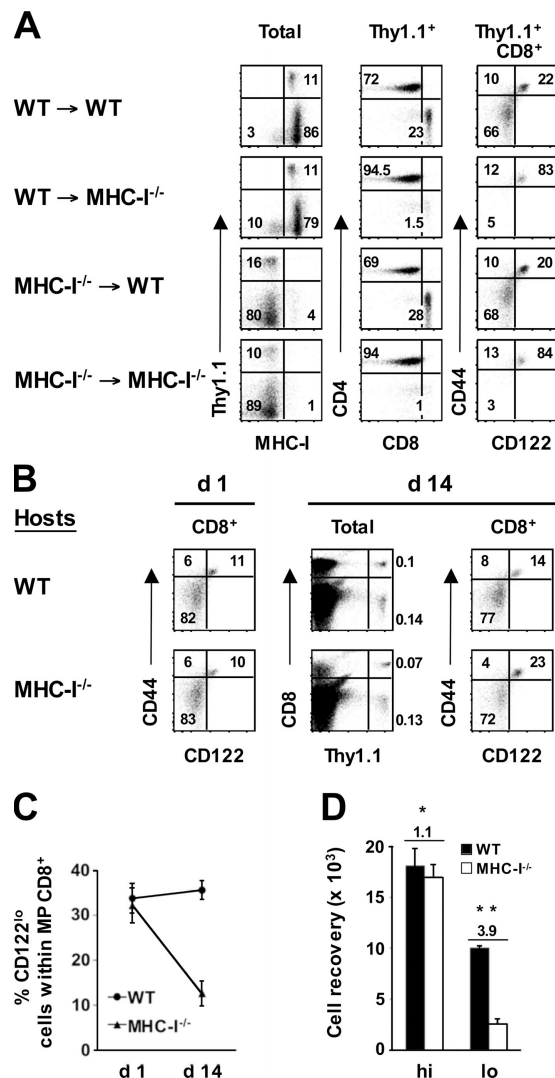 A
Total
Thy1.1⁺
Thy1.1⁺
CD8⁺
WT → WT
11
3
86
72
23
10
22
66
WT → MHC-I⁻/⁻
11
10
79
94.5
1.5
12
83
5
MHC-I⁻/⁻ → WT
16
80
4
69
28
10
20
68
MHC-I⁻/⁻ → MHC-I⁻/⁻
10
89
1
94
1
13
84
3
Thy1.1
CD4
CD44
MHC-I
CD8
CD122
B
d 1
d 14
Hosts
CD8⁺
Total
CD8⁺
WT
6
11
82
0.1
0.14
8
14
77
MHC-I⁻/⁻
6
10
83
0.07
0.13
4
23
72
CD44
CD8
CD44
CD122
Thy1.1
CD122
C
% CD122ˡᵒ
cells within MP CD8⁺
40
30
20
10
0
WT
MHC-I⁻/⁻
d 1
d 14
D
Cell recovery (x 10³)
20
15
10
5
0
*
1.1
WT
MHC-I⁻/⁻
**
3.9
hi
lo